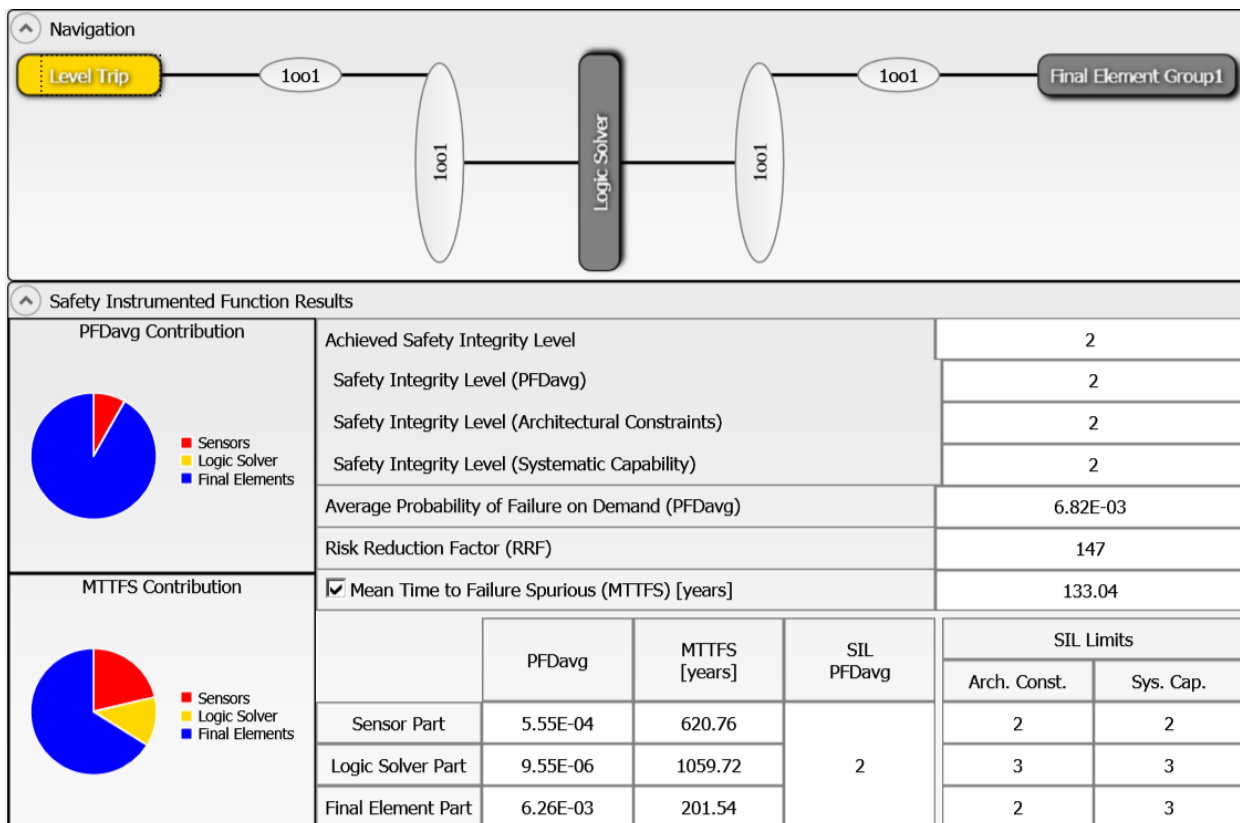 Navigation
Level Trip
1oo1
1oo1
Logic Solver
1oo1
1oo1
Final Element Group1
Safety Instrumented Function Results
PFDavg Contribution
Sensors
Logic Solver
Final Elements
MTTFS Contribution
Sensors
Logic Solver
Final Elements
Achieved Safety Integrity Level 2
Safety Integrity Level (PFDavg) 2
Safety Integrity Level (Architectural Constraints) 2
Safety Integrity Level (Systematic Capability) 2
Average Probability of Failure on Demand (PFDavg) 6.82E-03
Risk Reduction Factor (RRF) 147
Mean Time to Failure Spurious (MTTFS) [years] 133.04
PFDavg
MTTFS
[years]
SIL
PFDavg
SIL Limits
Arch. Const. Sys. Cap.
Sensor Part 5.55E-04 620.76 2 2
Logic Solver Part 9.55E-06 1059.72 2 3 3
Final Element Part 6.26E-03 201.54 2 3